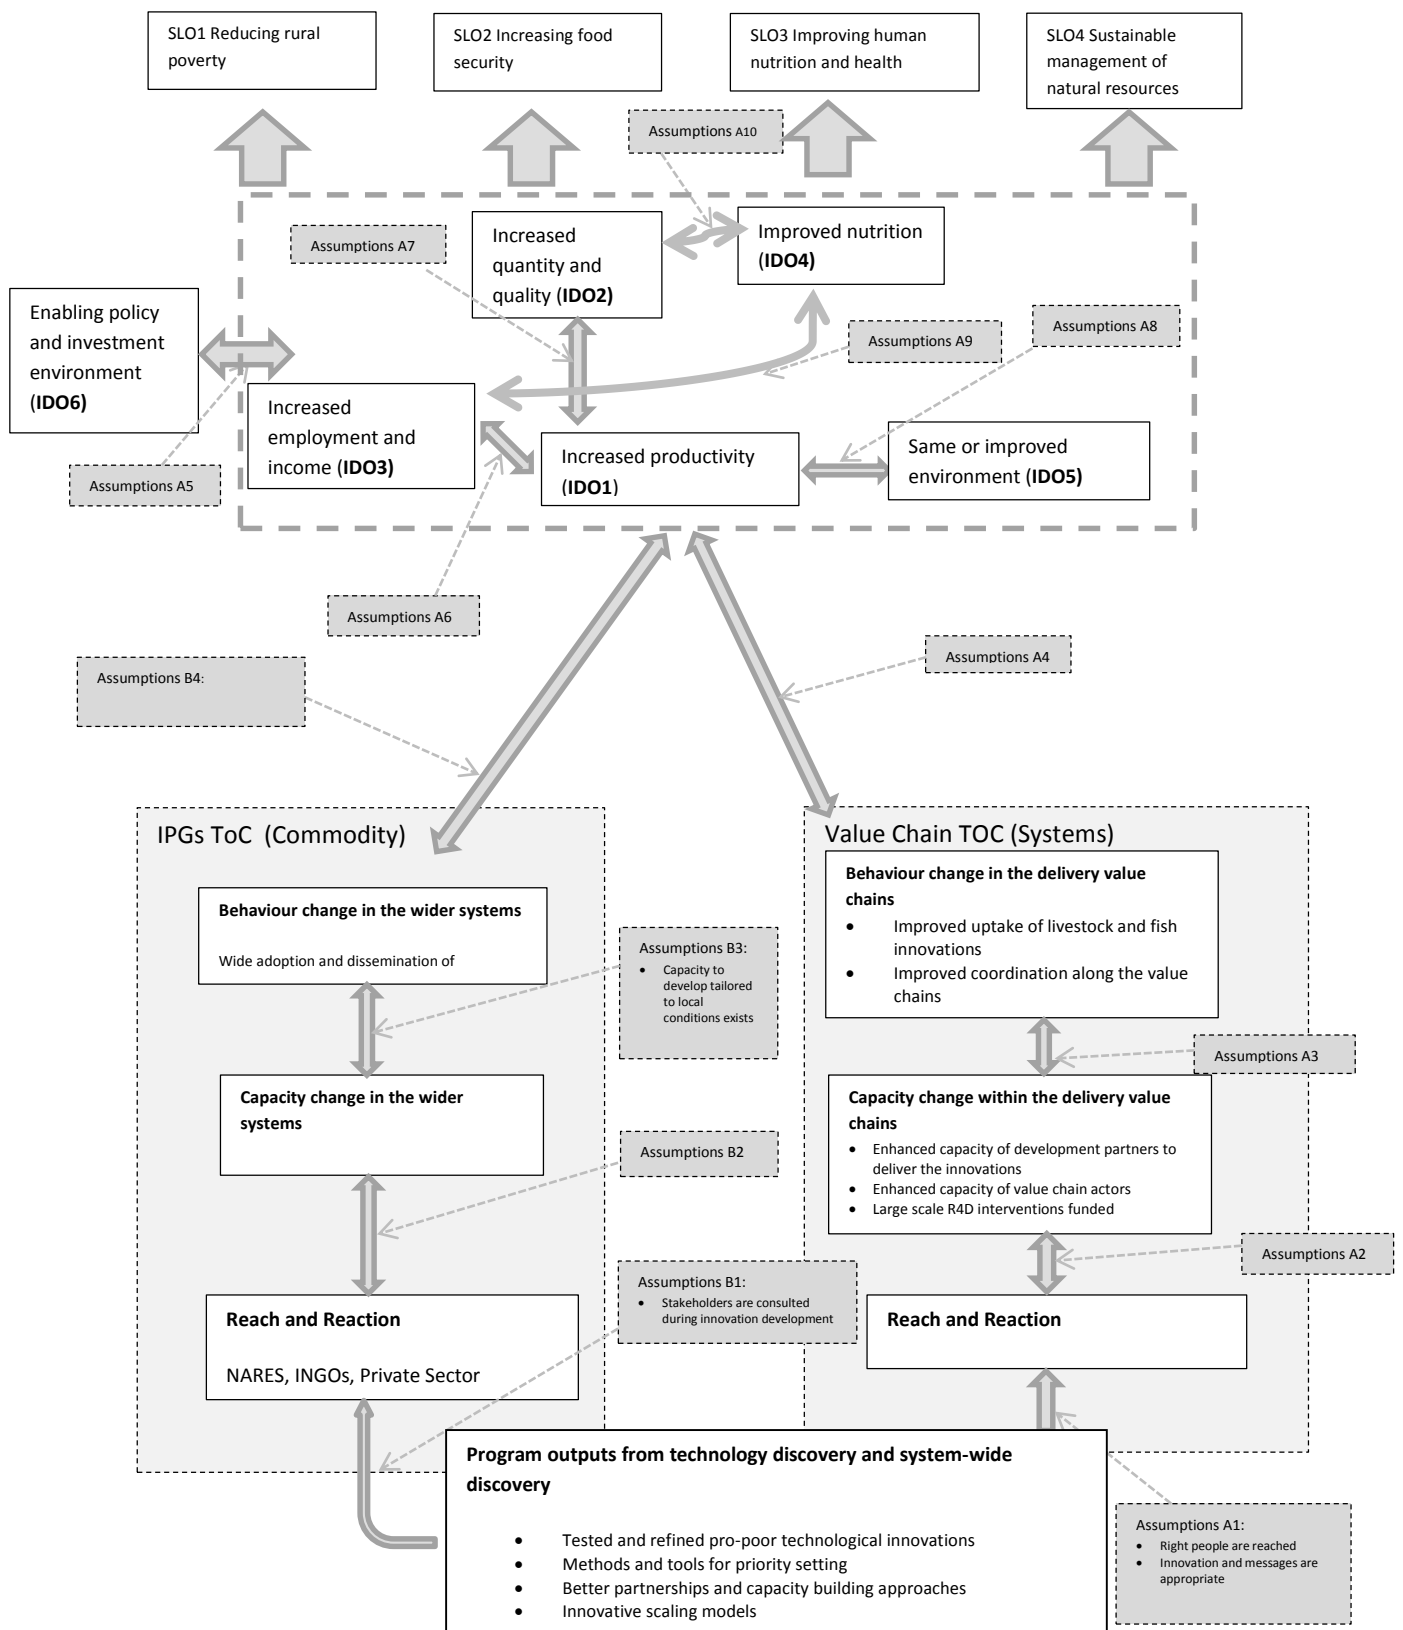 SLO1 Reducing rural
poverty
SLO2 Increasing food
security
SLO3 Improving human
nutrition and health
SLO4 Sustainable
management of
natural resources
Assumptions A10
Assumptions A7
Increased
quantity and
quality (IDO2)
Improved nutrition
(IDO4)
Enabling policy
and investment
environment
(IDO6)
Assumptions A9
Assumptions A8
Increased
employment and
income (IDO3)
Increased productivity
(IDO1)
Same or improved
environment (IDO5)
Assumptions A5
Assumptions A6
Assumptions A4
Assumptions B4:
IPGs ToC (Commodity)
Behaviour change in the wider systems
Wide adoption and dissemination of
Assumptions B3:
• Capacity to
develop tailored
to local
conditions exists
Capacity change in the wider
systems
Assumptions B2
Reach and Reaction
NARES, INGOs, Private Sector
Assumptions B1:
• Stakeholders are consulted
during innovation development
Value Chain TOC (Systems)
Behaviour change in the delivery value
chains
• Improved uptake of livestock and fish
innovations
• Improved coordination along the value
chains
Assumptions A3
Capacity change within the delivery value
chains
• Enhanced capacity of development partners to
deliver the innovations
• Enhanced capacity of value chain actors
• Large scale R4D interventions funded
Assumptions A2
Reach and Reaction
Program outputs from technology discovery and system-wide
discovery
• Tested and refined pro-poor technological innovations
• Methods and tools for priority setting
• Better partnerships and capacity building approaches
• Innovative scaling models
Assumptions A1:
• Right people are reached
• Innovation and messages are
appropriate